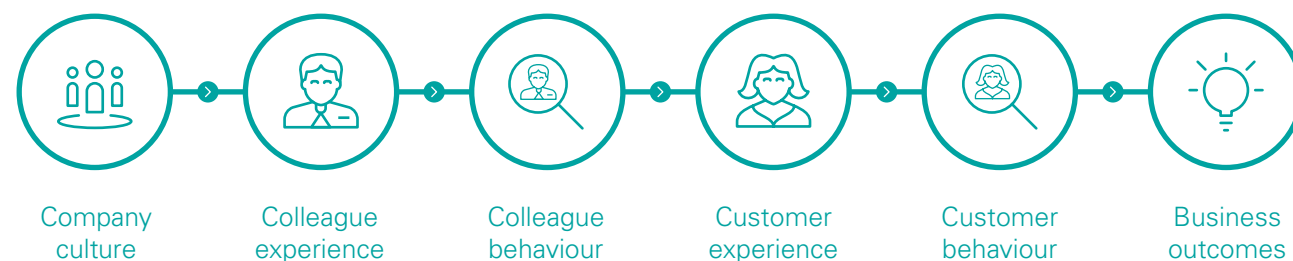 Company
culture
Colleague
experience
Colleague
behaviour
Customer
experience
Customer
behaviour
Business
outcomes